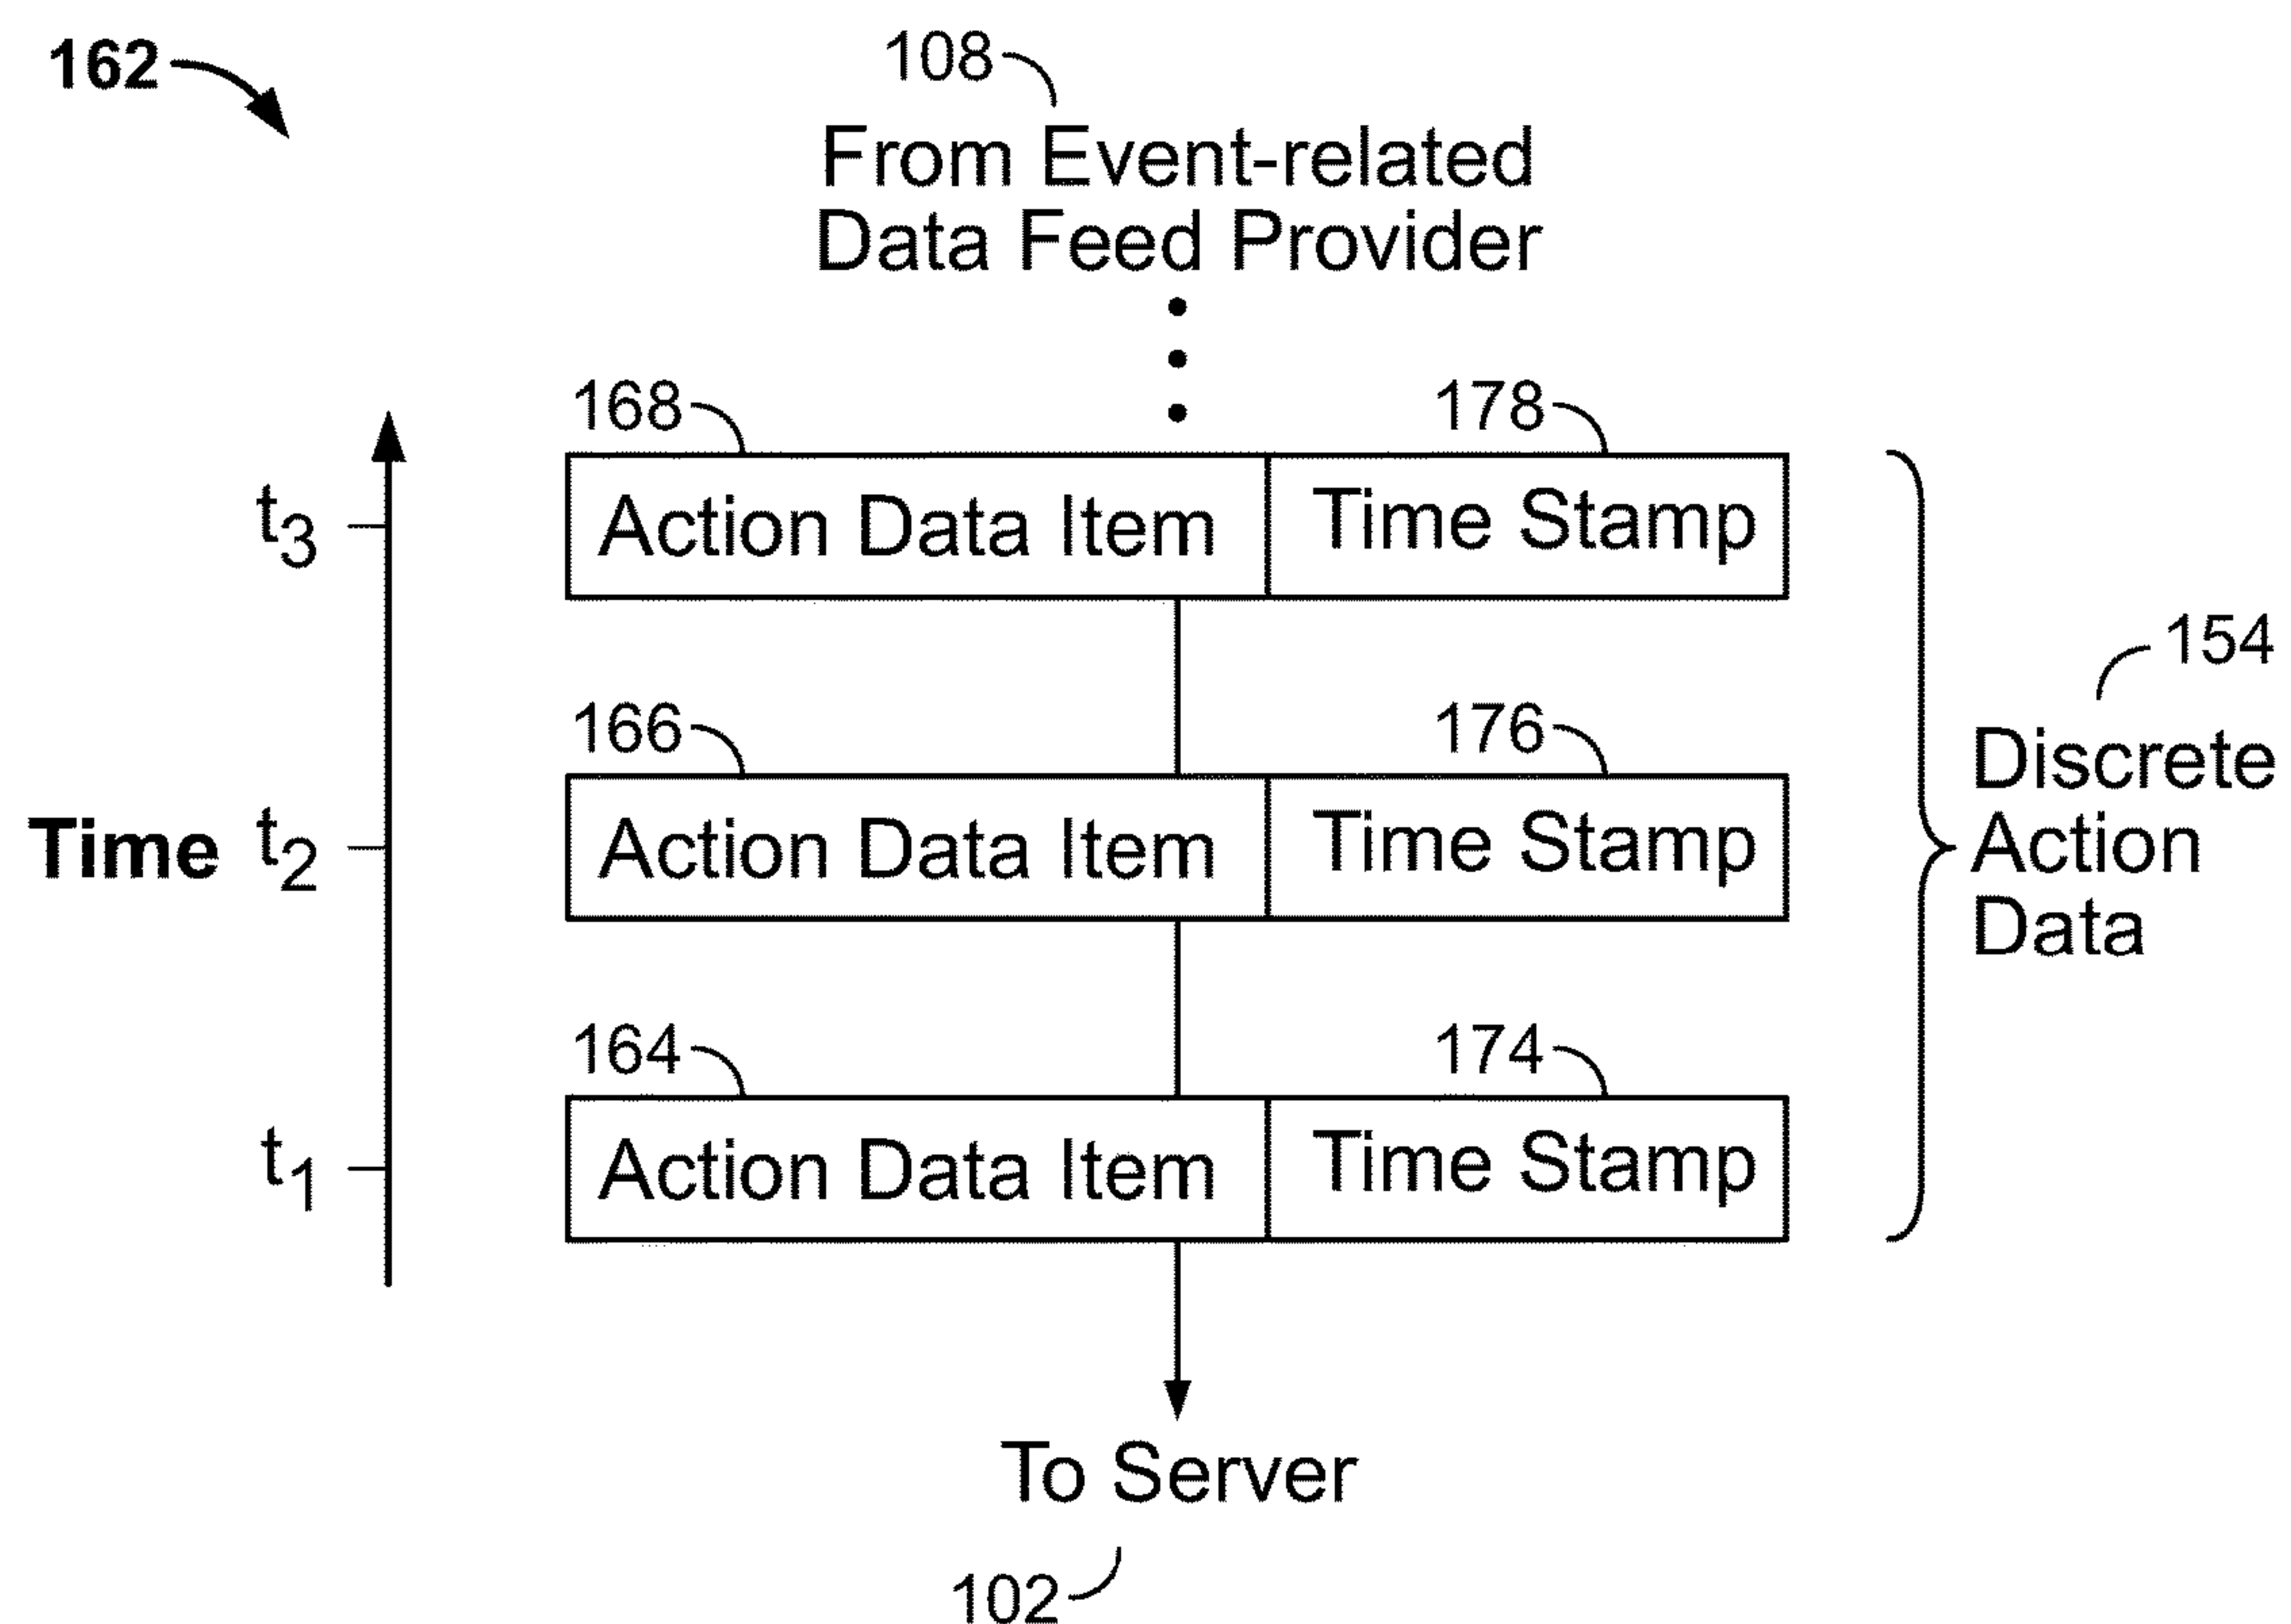 162
108
From Event-related
Data Feed Provider
168
178
t3
Action Data Item
Time Stamp
154
166
176
Discrete
Action
Data
Time
t2
Action Data Item
Time Stamp
164
174
t1
Action Data Item
Time Stamp
To Server
102